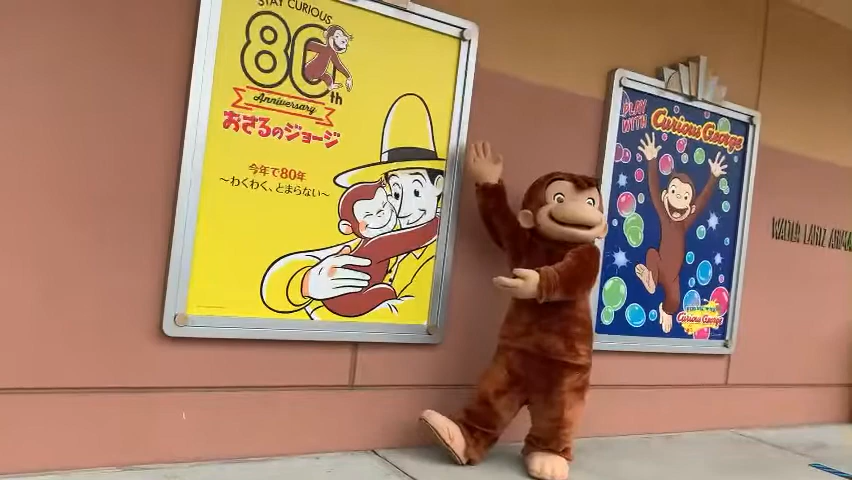 STAY CURIOUS
80th
Anniversary
おさるのジョージ
今年で80年
～わくわく、とまらない～
PLAY
WITH
Curious George
Curious George
WALTER LANTZ ANIMA